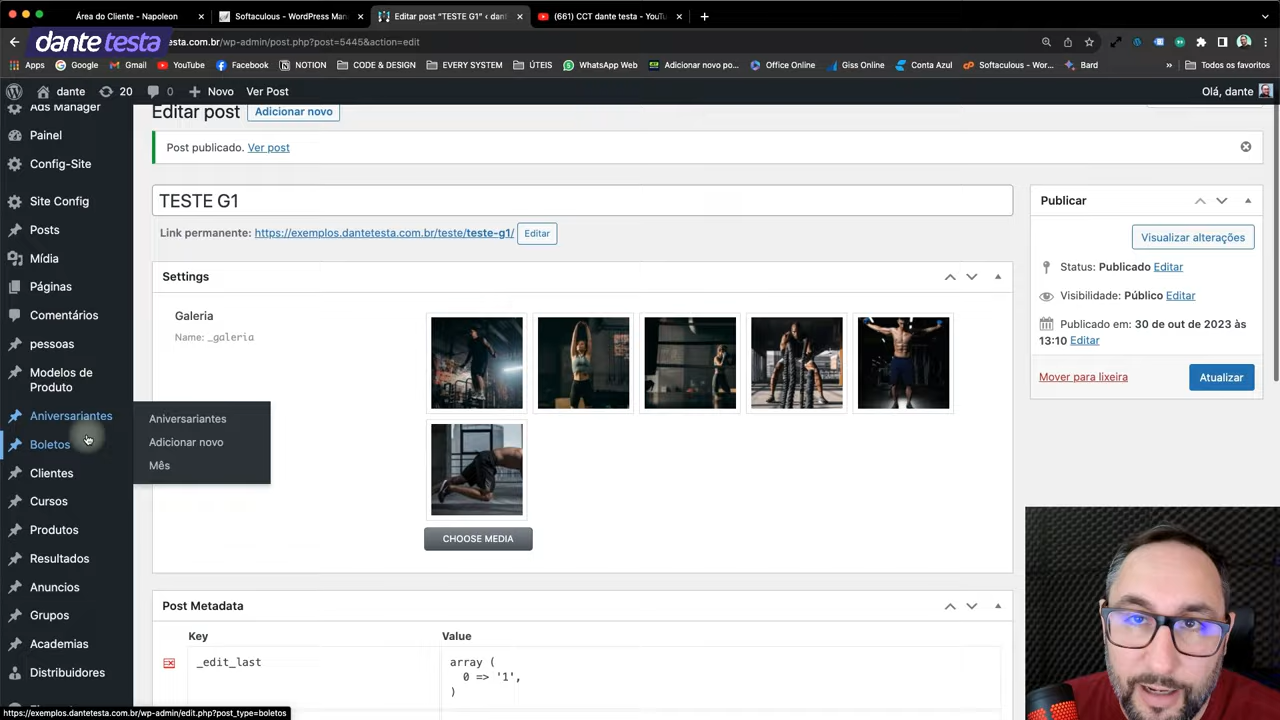 Área do Cliente - Napoleon
Softaculous - WordPress Man
Editar post "TESTE G1" ‹ dant
(661) CCT dante testa - YouTu
dante testa
testa.com.br/wp-admin/post.php?post=5445&action=edit
Apps
Google
Gmail
YouTube
Facebook
NOTION
CODE & DESIGN
EVERY SYSTEM
ÚTEIS
WhatsApp Web
Adicionar novo po...
Office Online
Giss Online
Conta Azul
Softaculous - Wor...
Bard
»
Todos os favoritos
dante
20
0
Novo
Ver Post
Olá, dante
Ads Manager
Painel
Config-Site
Site Config
Posts
Mídia
Páginas
Comentários
pessoas
Modelos de
Produto
Aniversariantes
Boletos
Clientes
Cursos
Produtos
Resultados
Anuncios
Grupos
Academias
Distribuidores
Aniversariantes
Adicionar novo
Mês
Editar post
Adicionar novo
Post publicado. Ver post
TESTE G1
Link permanente: https://exemplos.dantetesta.com.br/teste/teste-g1/ Editar
Settings
Galeria
Name: _galeria
CHOOSE MEDIA
Post Metadata
Key
Value
_edit_last
array (
0 => '1',
)
Publicar
Visualizar alterações
Status: Publicado Editar
Visibilidade: Público Editar
Publicado em: 30 de out de 2023 às
13:10 Editar
Mover para lixeira
Atualizar
https://exemplos.dantetesta.com.br/wp-admin/edit.php?post_type=boletos